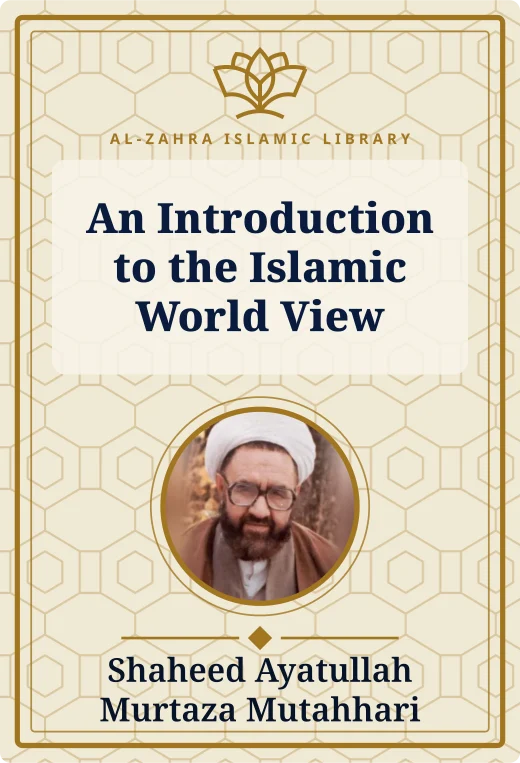 AL-ZAHRA ISLAMIC LIBRARY
An Introduction
to the Islamic
World View
Shaheed Ayatullah
Murtaza Mutahhari